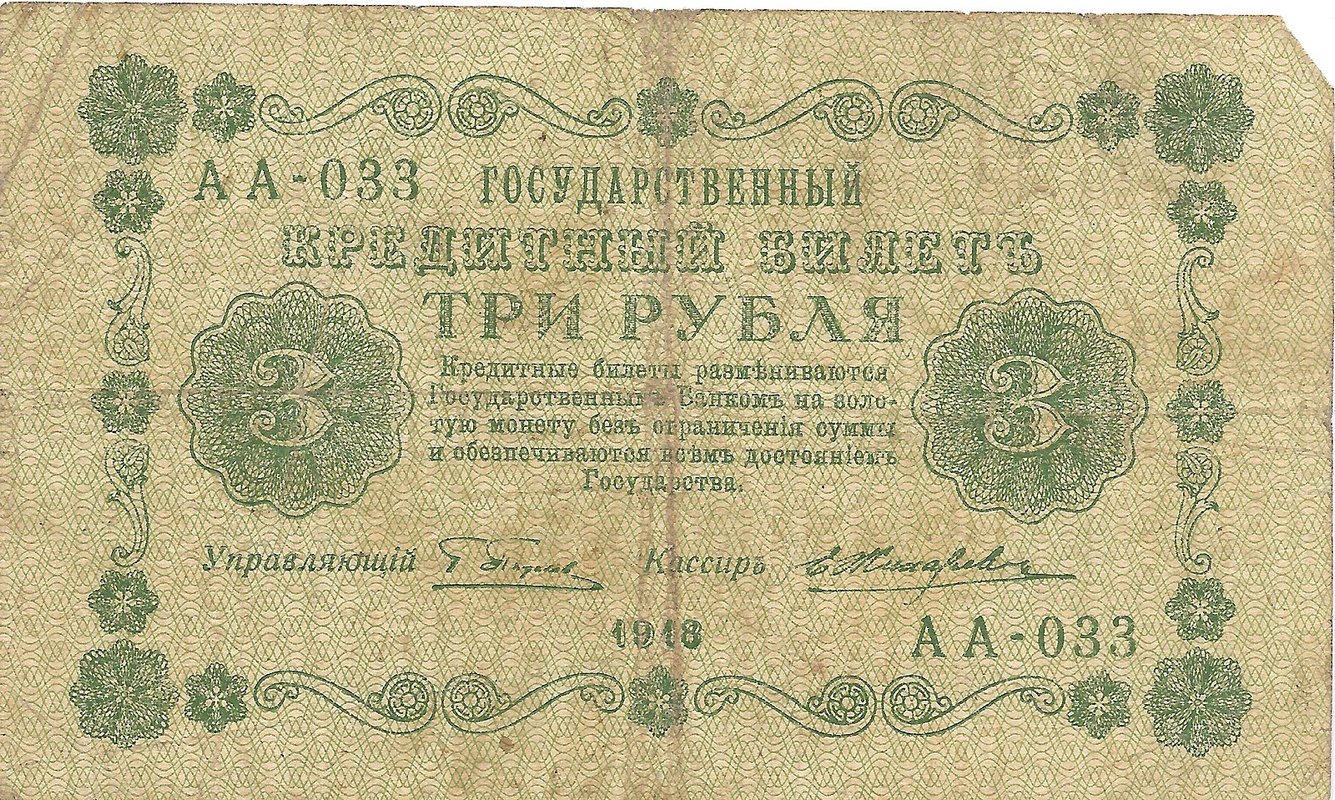 АА-033 ГОСУДАРСТВЕННЫЙ
КРЕДИТНЫЙ БИЛЕТЪ
ТРИ РУБЛЯ
3 3
Кредитные билеты размѣниваются
Государственнымъ Банкомъ на золо-
тую монету безъ ограниченія суммы
и обезпечиваются всѣмъ достояніемъ
Государства.
Управляющій Кассиръ
1918
АА-033